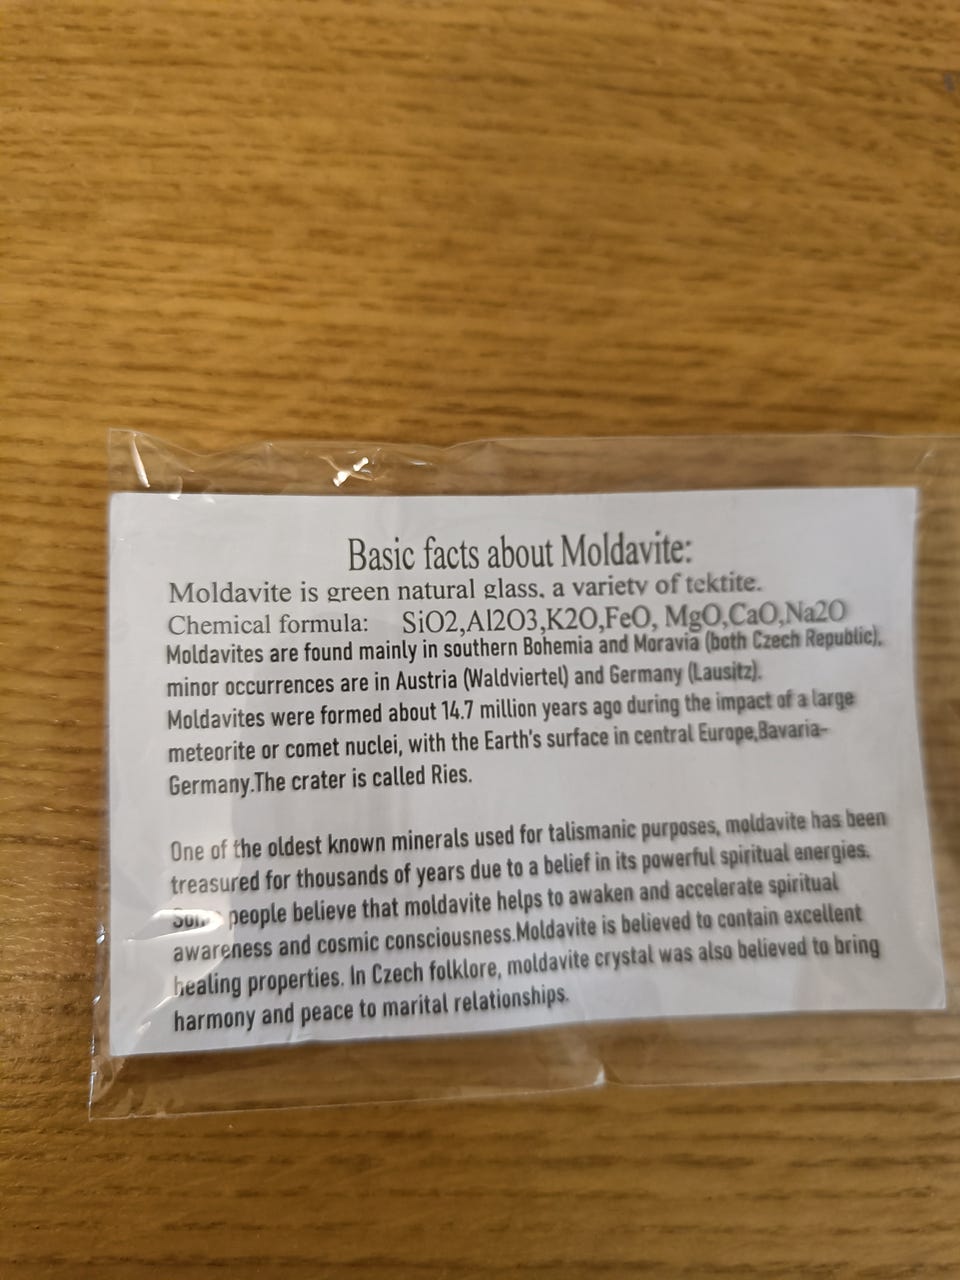 Basic facts about Moldavite:
Moldavite is green natural glass, a variety of tektite.
Chemical formula: SiO2,Al2O3,K2O,FeO, MgO,CaO,Na2O
Moldavites are found mainly in southern Bohemia and Moravia (both Czech Republic),
minor occurrences are in Austria (Waldviertel) and Germany (Lausitz).
Moldavites were formed about 14.7 million years ago during the impact of a large
meteorite or comet nuclei, with the Earth's surface in central Europe,Bavaria-
Germany.The crater is called Ries.
One of the oldest known minerals used for talismanic purposes, moldavite has been
treasured for thousands of years due to a belief in its powerful spiritual energies.
people believe that moldavite helps to awaken and accelerate spiritual
awareness and cosmic consciousness.Moldavite is believed to contain excellent
healing properties. In Czech folklore, moldavite crystal was also believed to bring
harmony and peace to marital relationships.